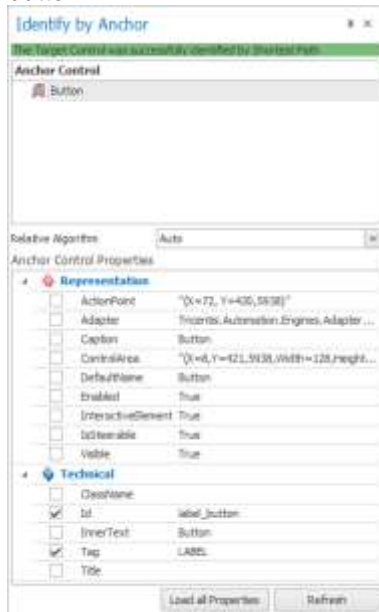 Identify by Anchor
The Target Control was successfully identified by Shortest Path
Anchor Control
Button
Relative Algorithm Auto
Anchor Control Properties
Representation
ActionPoint "{X=72, Y=430,5938}"
Adapter Tricentis.Automation.Engines.Adapter...
Caption Button
ControlArea "{X=8,Y=421,5938,Width=128,Height...
DefaultName Button
Enabled True
InteractiveElement True
IsSteerable True
Visible True
Technical
ClassName
Id label_button
InnerText Button
Tag LABEL
Title
Load all Properties Refresh